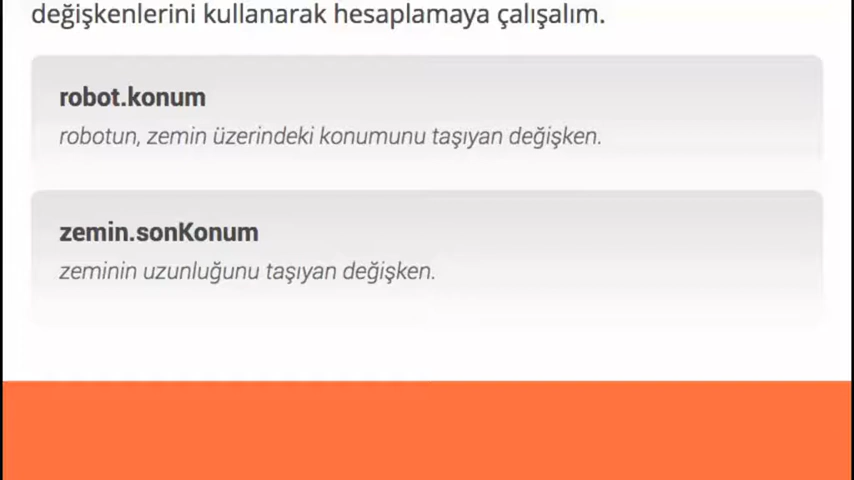 değişkenlerini kullanarak hesaplamaya çalışalım.
robot.konum
robotun, zemin üzerindeki konumunu taşıyan değişken.
zemin.sonKonum
zeminin uzunluğunu taşıyan değişken.